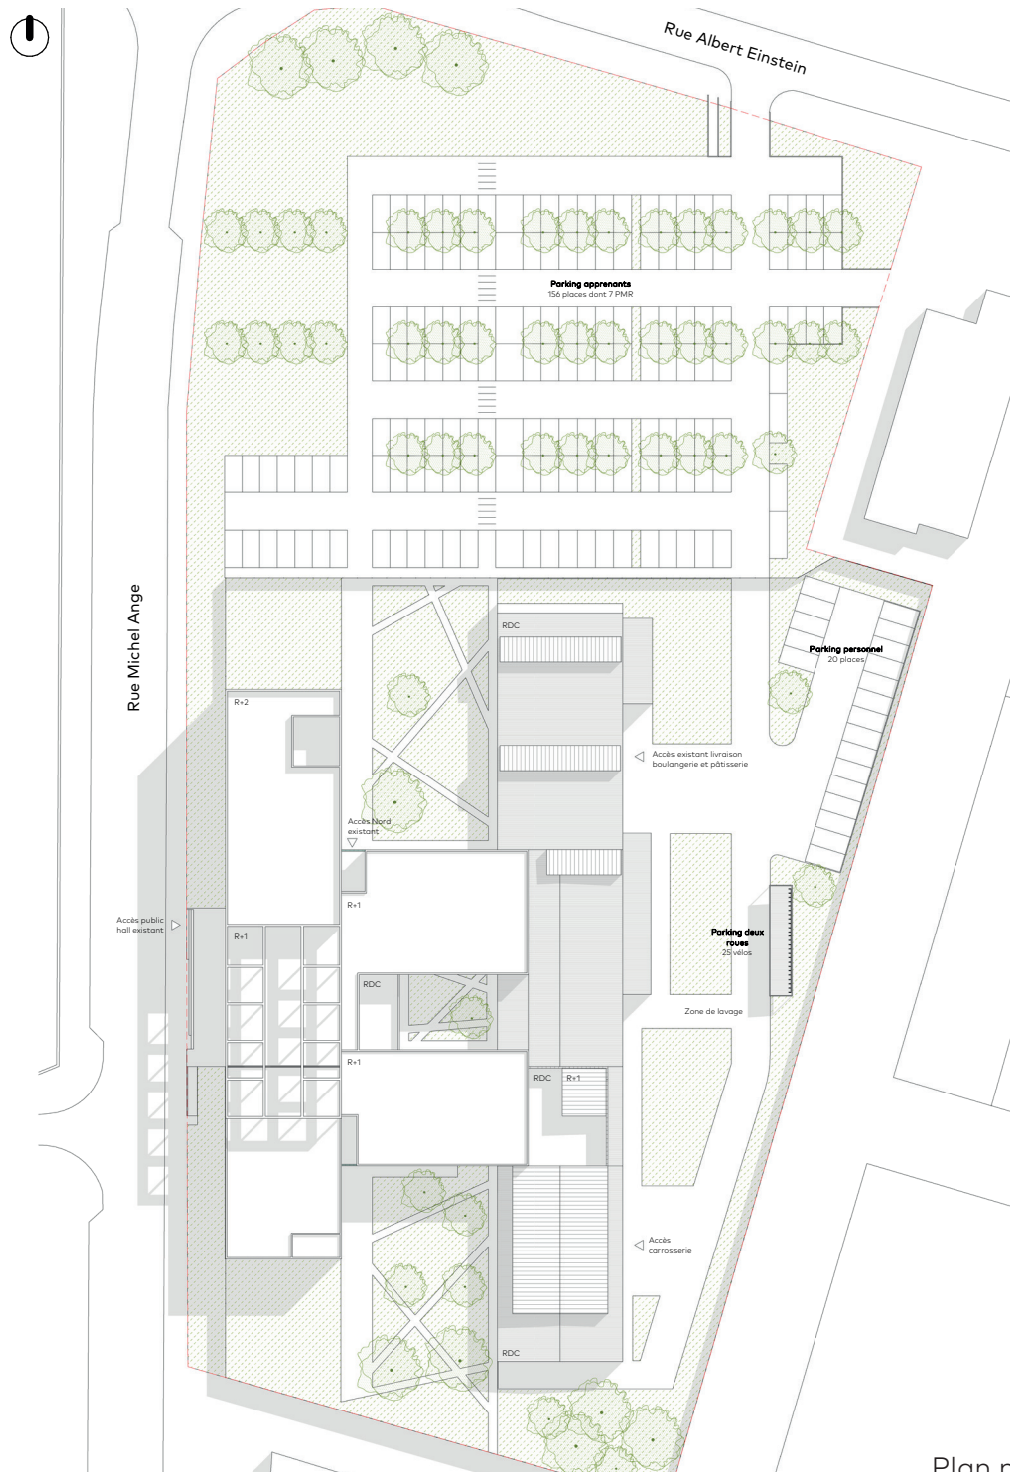 Rue Albert Einstein
Parking apprenants
156 places dont 7 PMR
Rue Michel Ange
RDC
Parking personnel
20 places
R+2
Accès existant livraison
boulangerie et pâtisserie
Accès Nord
existant
R+1
Accès public
hall existant
R+1
Parking deux
roues
25 vélos
RDC
Zone de lavage
R+1
RDC
R+1
Accès
carrosserie
RDC
Plan